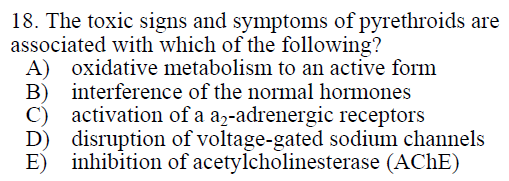 18. The toxic signs and symptoms of pyrethroids are
associated with which of the following?
A) oxidative metabolism to an active form
B) interference of the normal hormones
C) activation of a a₂-adrenergic receptors
D) disruption of voltage-gated sodium channels
E) inhibition of acetylcholinesterase (AChE)